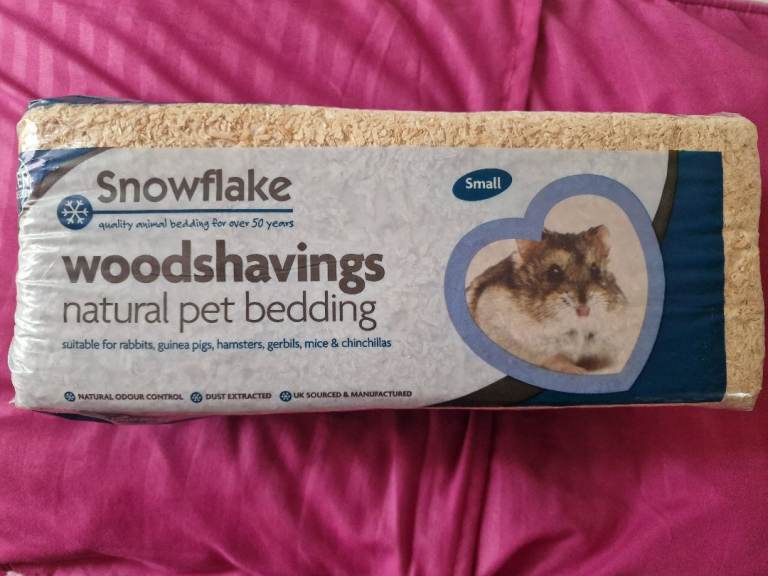 Snowflake
quality animal bedding for over 50 years
Small
woodshavings
natural pet bedding
suitable for rabbits, guinea pigs, hamsters, gerbils, mice & chinchillas
NATURAL ODOUR CONTROL DUST EXTRACTED UK SOURCED & MANUFACTURED